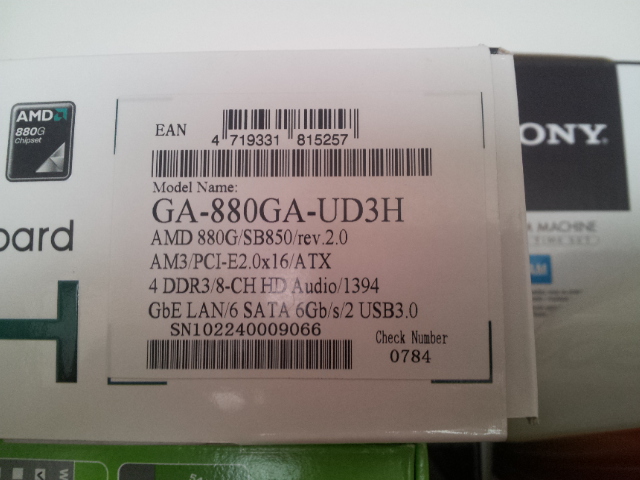 AMD
880G
Chipset
EAN
4 719331 815257
Model Name:
GA-880GA-UD3H
AMD 880G/SB850/rev.2.0
AM3/PCI-E2.0x16/ATX
4 DDR3/8-CH HD Audio/1394
GbE LAN/6 SATA 6Gb/s/2 USB3.0
SN102240009066
Check Number
0784
oard
ONY
MACHINE